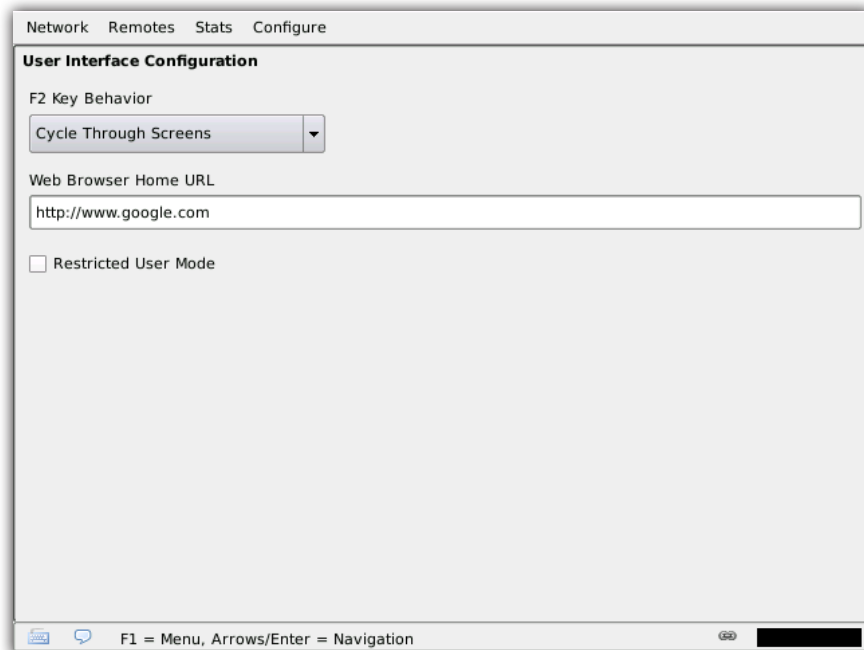 Network Remotes Stats Configure
User Interface Configuration
F2 Key Behavior
Cycle Through Screens
Web Browser Home URL
http://www.google.com
Restricted User Mode
F1 = Menu, Arrows/Enter = Navigation